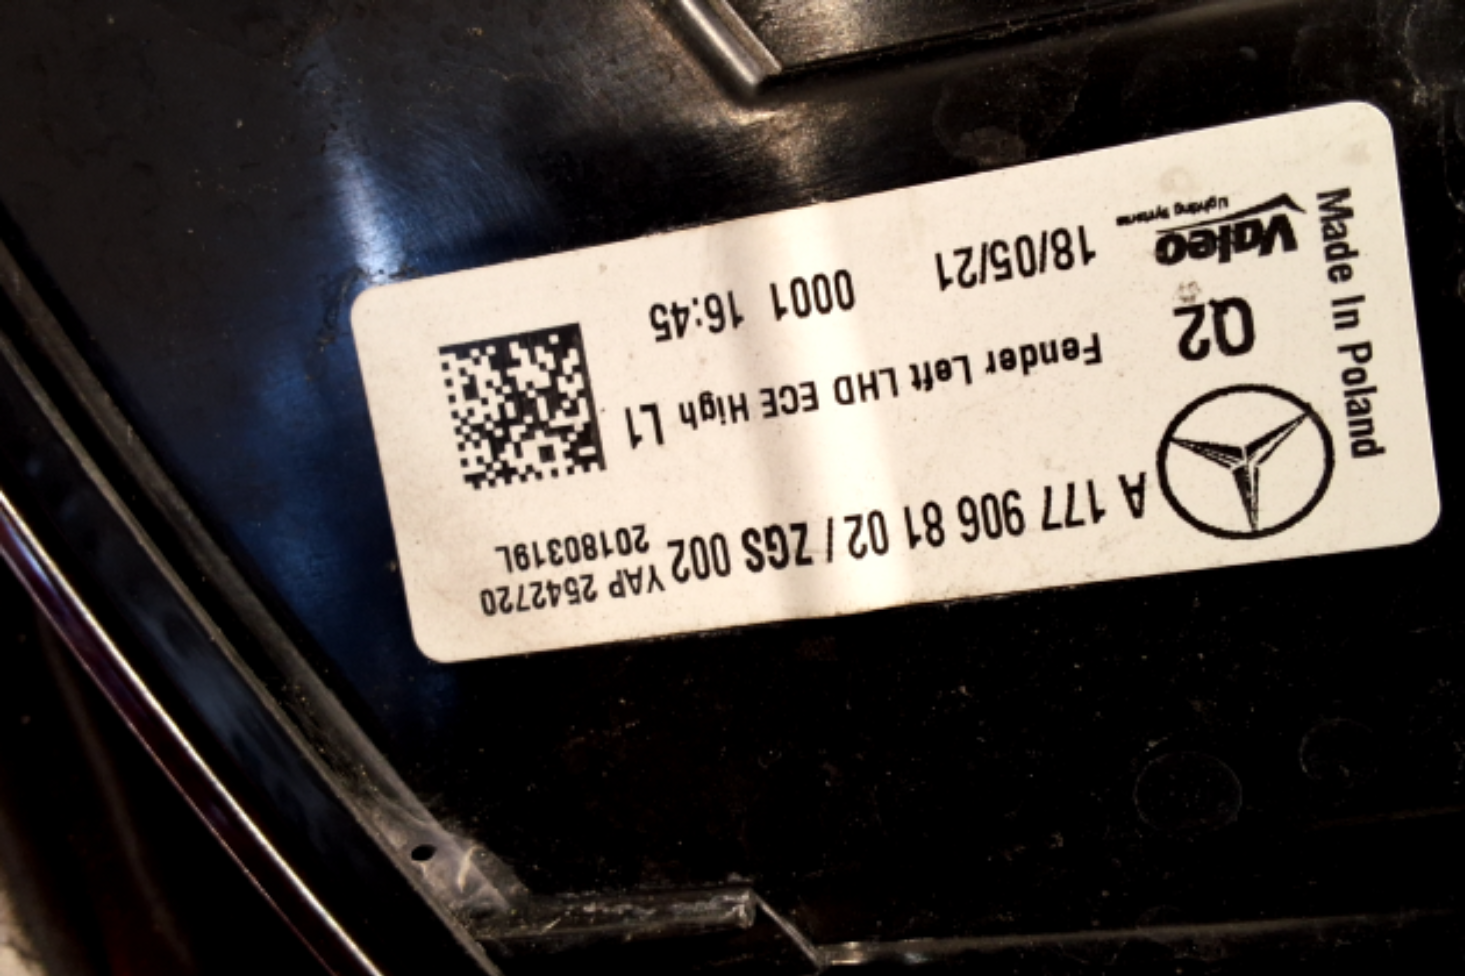 A 177 906 81 02 / ZGS 002
YAP 2542720
20180319L
Fender Left LHD ECE High L1
Q2
18/05/21 0001 16:45
Valeo
Lighting Systems
Made In Poland